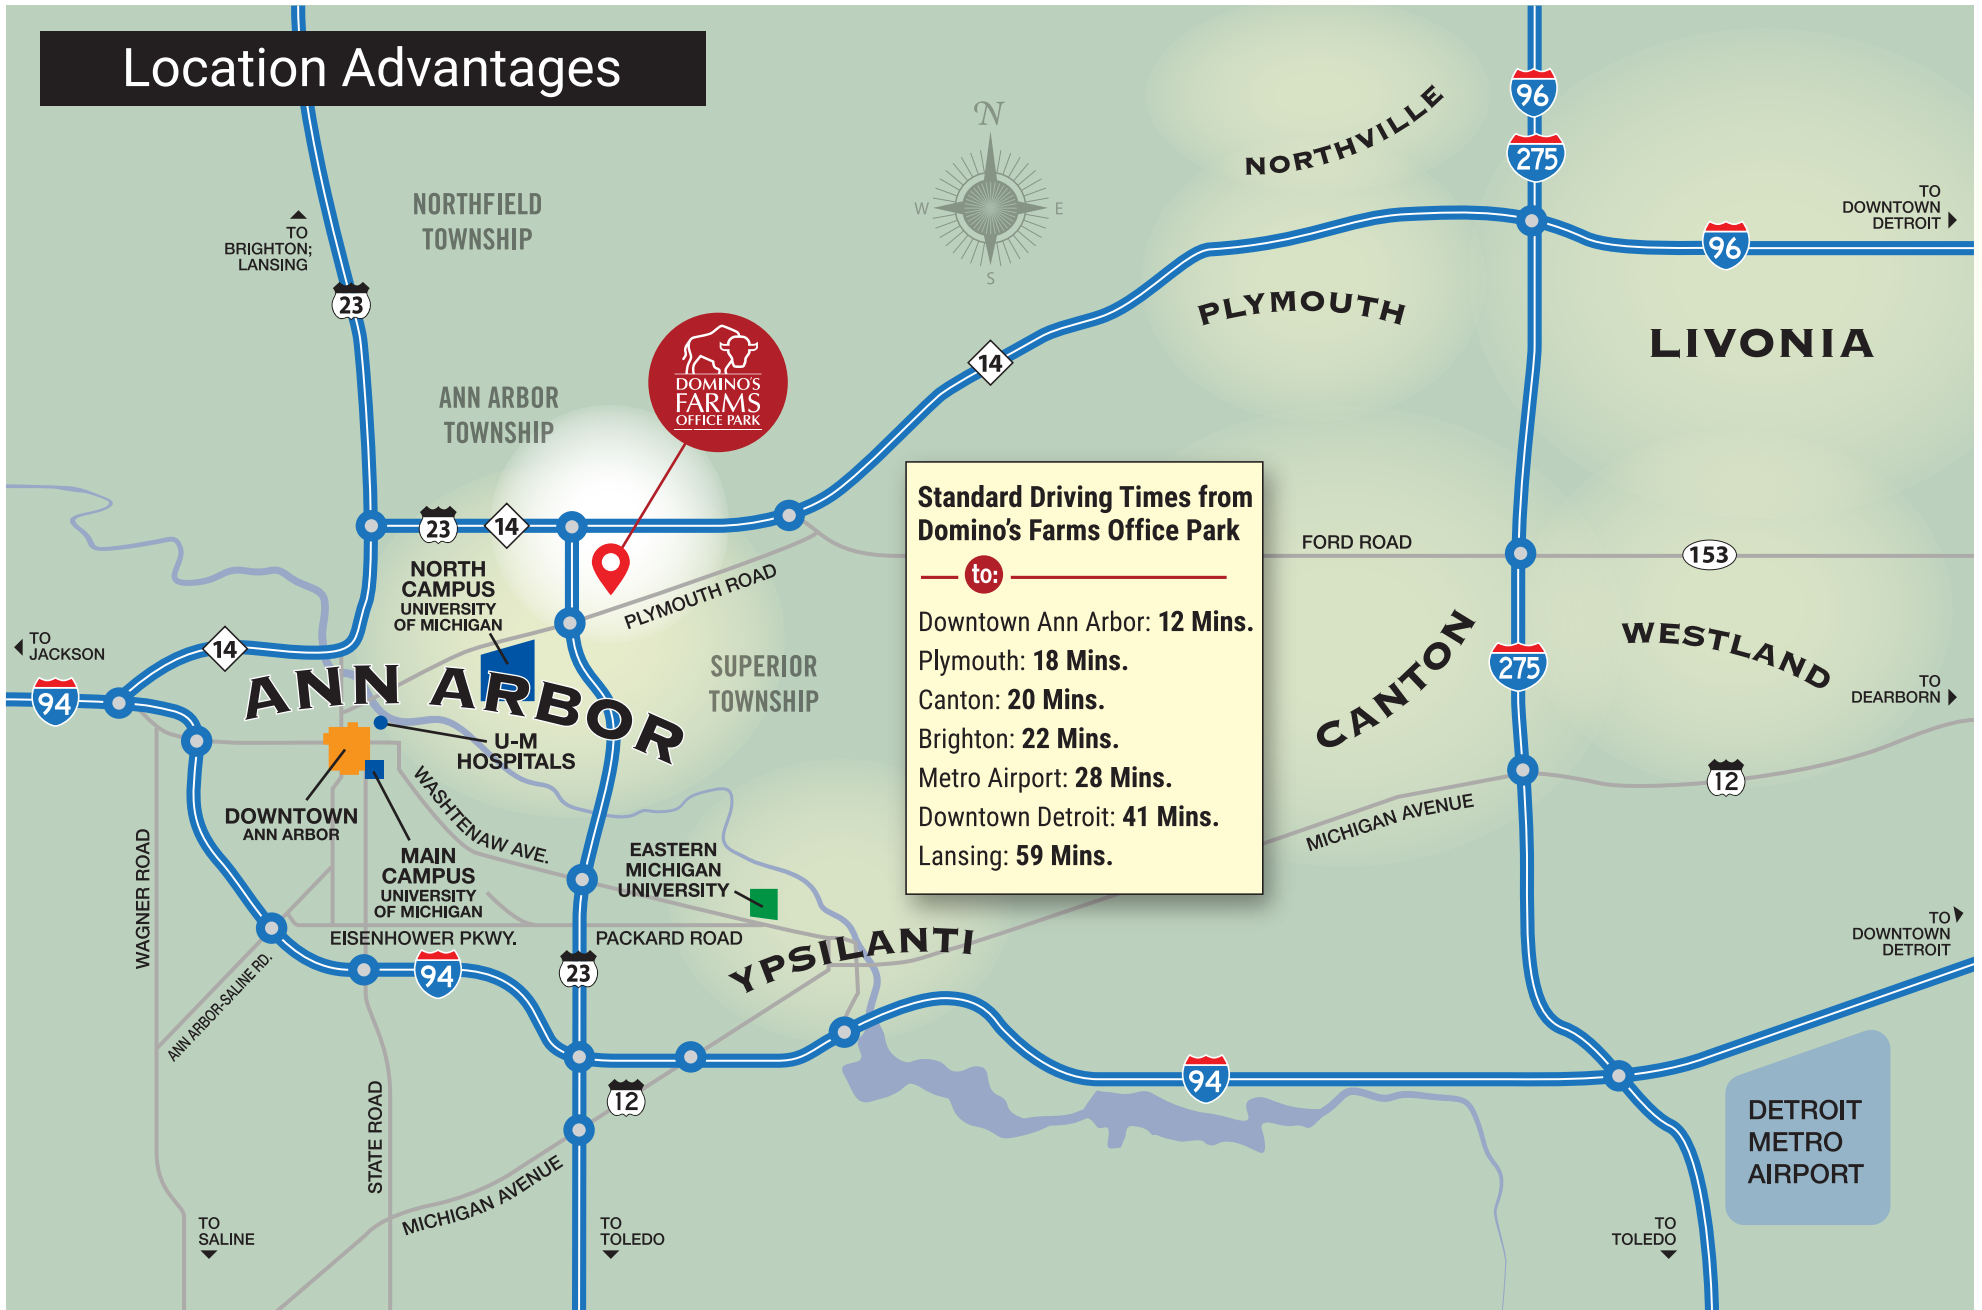 Location Advantages
N
W
E
S
NORTHVILLE
96
275
TO
DOWNTOWN
DETROIT
96
NORTHFIELD
TOWNSHIP
TO
BRIGHTON;
LANSING
23
PLYMOUTH
LIVONIA
14
DOMINO'S
FARMS
OFFICE PARK
ANN ARBOR
TOWNSHIP
23
14
Standard Driving Times from
Domino's Farms Office Park
to:
Downtown Ann Arbor: 12 Mins.
Plymouth: 18 Mins.
Canton: 20 Mins.
Brighton: 22 Mins.
Metro Airport: 28 Mins.
Downtown Detroit: 41 Mins.
Lansing: 59 Mins.
FORD ROAD
153
NORTH
CAMPUS
UNIVERSITY
OF MICHIGAN
PLYMOUTH ROAD
TO
JACKSON
14
94
ANN ARBOR
SUPERIOR
TOWNSHIP
CANTON
275
WESTLAND
TO
DEARBORN
12
U-M
HOSPITALS
DOWNTOWN
ANN ARBOR
WASHTENAW AVE.
MICHIGAN AVENUE
WAGNER ROAD
MAIN
CAMPUS
UNIVERSITY
OF MICHIGAN
EASTERN
MICHIGAN
UNIVERSITY
EISENHOWER PKWY.
PACKARD ROAD
YPSILANTI
TO
DOWNTOWN
DETROIT
ANN ARBOR-SALINE RD.
94
23
94
12
STATE ROAD
MICHIGAN AVENUE
DETROIT
METRO
AIRPORT
TO
SALINE
TO
TOLEDO
TO
TOLEDO